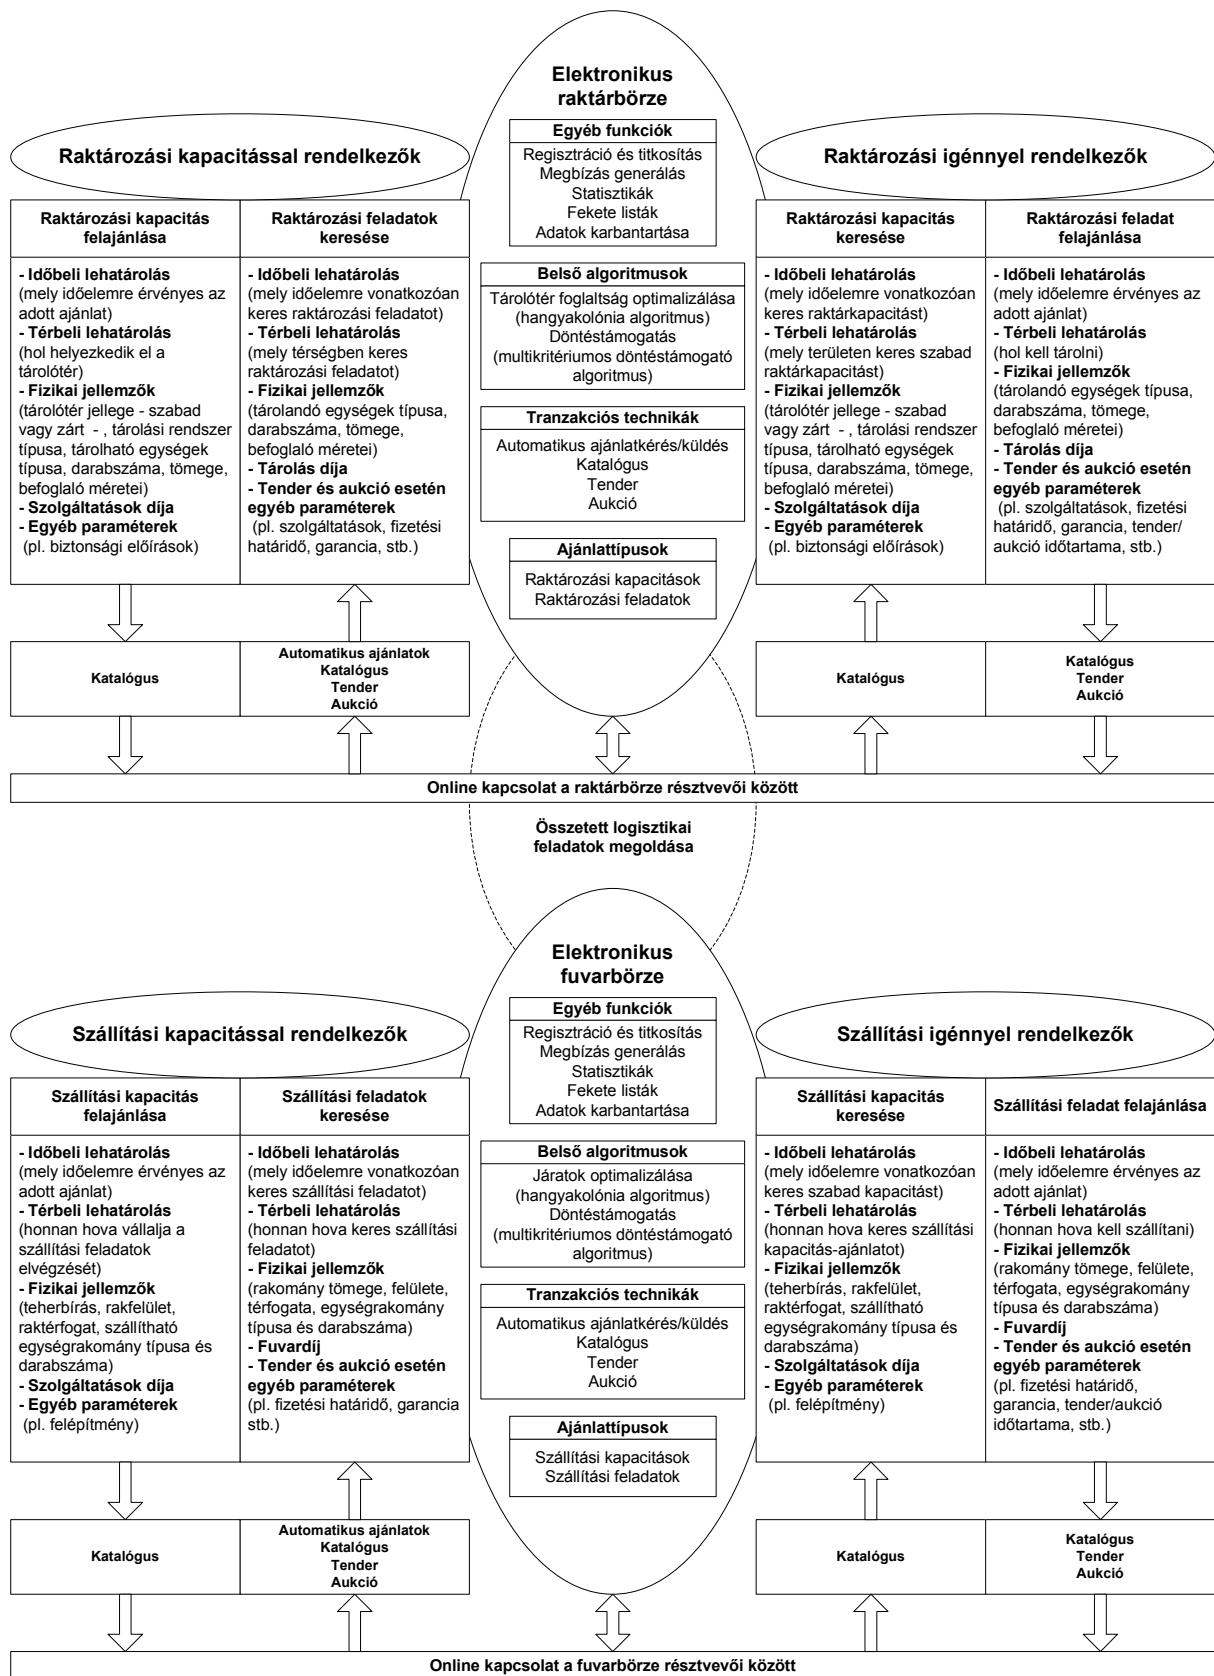 Elektronikus
raktárbörze
Egyéb funkciók
Regisztráció és titkosítás
Megbízás generálás
Statisztikák
Fekete listák
Adatok karbantartása
Belső algoritmusok
Tárolótér foglaltság optimalizálása
(hangyakolónia algoritmus)
Döntéstámogatás
(multikritériumos döntéstámogató
algoritmus)
Tranzakciós technikák
Automatikus ajánlatkérés/küldés
Katalógus
Tender
Aukció
Ajánlattípusok
Raktározási kapacitások
Raktározási feladatok
Raktározási kapacitással rendelkezők
Raktározási kapacitás
felajánlása
- Időbeli lehatárolás
(mely időelemre érvényes az
adott ajánlat)
- Térbeli lehatárolás
(hol helyezkedik el a
tárolótér)
- Fizikai jellemzők
(tárolótér jellege - szabad
vagy zárt - , tárolási rendszer
típusa, tárolható egységek
típusa, darabszáma, tömege,
befoglaló méretei)
- Szolgáltatások díja
- Egyéb paraméterek
(pl. biztonsági előírások)
Katalógus
Raktározási feladatok
keresése
- Időbeli lehatárolás
(mely időelemre vonatkozóan
keres raktározási feladatot)
- Térbeli lehatárolás
(mely térségben keres
raktározási feladatot)
- Fizikai jellemzők
(tárolandó egységek típusa,
darabszáma, tömege,
befoglaló méretei)
- Tárolás díja
- Tender és aukció esetén
egyéb paraméterek
(pl. szolgáltatások, fizetési
határidő, garancia, stb.)
Automatikus ajánlatok
Katalógus
Tender
Aukció
Raktározási igénnyel rendelkezők
Raktározási kapacitás
keresése
- Időbeli lehatárolás
(mely időelemre vonatkozóan
keres raktárkapacitást)
- Térbeli lehatárolás
(mely területen keres szabad
raktárkapacitást)
- Fizikai jellemzők
(tárolótér jellege - szabad
vagy zárt - , tárolási rendszer
típusa, tárolható egységek
típusa, darabszáma, tömege,
befoglaló méretei)
- Szolgáltatások díja
- Egyéb paraméterek
(pl. biztonsági előírások)
Katalógus
Raktározási feladat
felajánlása
- Időbeli lehatárolás
(mely időelemre érvényes az
adott ajánlat)
- Térbeli lehatárolás
(hol kell tárolni)
- Fizikai jellemzők
(tárolandó egységek típusa,
darabszáma, tömege,
befoglaló méretei)
- Tárolás díja
- Tender és aukció esetén
egyéb paraméterek
(pl. szolgáltatások, fizetési
határidő, garancia, tender/
aukció időtartama, stb.)
Katalógus
Tender
Aukció
Online kapcsolat a raktárbörze résztvevői között
Összetett logisztikai
feladatok megoldása
Elektronikus
fuvarbörze
Egyéb funkciók
Regisztráció és titkosítás
Megbízás generálás
Statisztikák
Fekete listák
Adatok karbantartása
Belső algoritmusok
Járatok optimalizálása
(hangyakolónia algoritmus)
Döntéstámogatás
(multikritériumos döntéstámogató
algoritmus)
Tranzakciós technikák
Automatikus ajánlatkérés/küldés
Katalógus
Tender
Aukció
Ajánlattípusok
Szállítási kapacitások
Szállítási feladatok
Szállítási kapacitással rendelkezők
Szállítási kapacitás
felajánlása
- Időbeli lehatárolás
(mely időelemre érvényes az
adott ajánlat)
- Térbeli lehatárolás
(honnan hova vállalja a
szállítási feladatok
elvégzését)
- Fizikai jellemzők
(teherbírás, rakfelület,
raktérfogat, szállítható
egységrakomány típusa és
darabszáma)
- Szolgáltatások díja
- Egyéb paraméterek
(pl. felépítmény)
Katalógus
Szállítási feladatok
keresése
- Időbeli lehatárolás
(mely időelemre vonatkozóan
keres szállítási feladatot)
- Térbeli lehatárolás
(honnan hova keres szállítási
feladatot)
- Fizikai jellemzők
(rakomány tömege, felülete,
térfogata, egységrakomány
típusa és darabszáma)
- Fuvardíj
- Tender és aukció esetén
egyéb paraméterek
(pl. fizetési határidő, garancia
stb.)
Automatikus ajánlatok
Katalógus
Tender
Aukció
Szállítási igénnyel rendelkezők
Szállítási kapacitás
keresése
- Időbeli lehatárolás
(mely időelemre vonatkozóan
keres szabad kapacitást)
- Térbeli lehatárolás
(honnan hova keres szállítási
kapacitás-ajánlatot)
- Fizikai jellemzők
(teherbírás, rakfelület,
raktérfogat, szállítható
egységrakomány típusa és
darabszáma)
- Szolgáltatások díja
- Egyéb paraméterek
(pl. felépítmény)
Katalógus
Szállítási feladat felajánlása
- Időbeli lehatárolás
(mely időelemre érvényes az
adott ajánlat)
- Térbeli lehatárolás
(honnan hova kell szállítani)
- Fizikai jellemzők
(rakomány tömege, felülete,
térfogata, egységrakomány
típusa és darabszáma)
- Fuvardíj
- Tender és aukció esetén
egyéb paraméterek
(pl. fizetési határidő,
garancia, tender/aukció
időtartama, stb.)
Katalógus
Tender
Aukció
Online kapcsolat a fuvarbörze résztvevői között